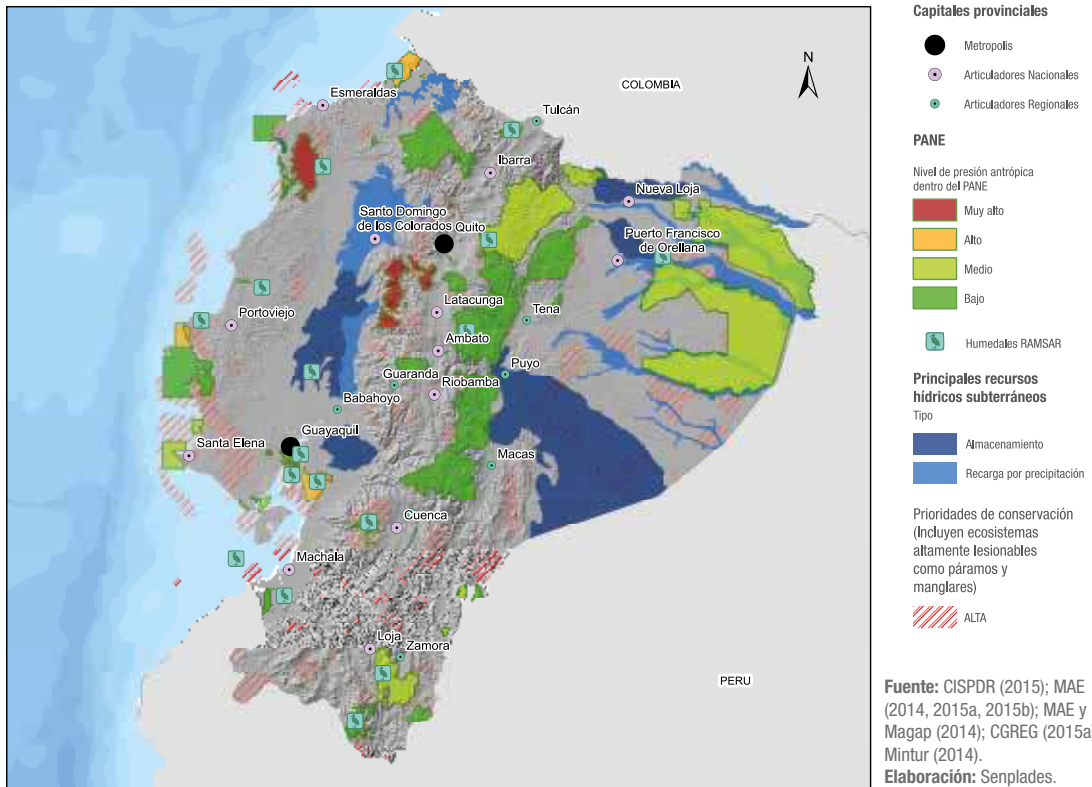 N
COLOMBIA
Esmeraldas
Tulcán
Ibarra
Nueva Loja
Santo Domingo
de los Colorados
Quito
Puerto Francisco
de Orellana
Portoviejo
Latacunga
Tena
Ambato
Guaranda
Puyo
Riobamba
Babahoyo
Guayaquil
Santa Elena
Macas
Cuenca
Machala
Loja
Zamora
PERU
Capitales provinciales
Metropolis
Articuladores Nacionales
Articuladores Regionales
PANE
Nivel de presión antrópica
dentro del PANE
Muy alto
Alto
Medio
Bajo
Humedales RAMSAR
Principales recursos
hídricos subterráneos
Tipo
Almacenamiento
Recarga por precipitación
Prioridades de conservación
(Incluyen ecosistemas
altamente lesionables
como páramos y
manglares)
ALTA
Fuente: CISPDR (2015); MAE
(2014, 2015a, 2015b); MAE y
Magap (2014); CGREG (2015a
Mintur (2014).
Elaboración: Senplades.